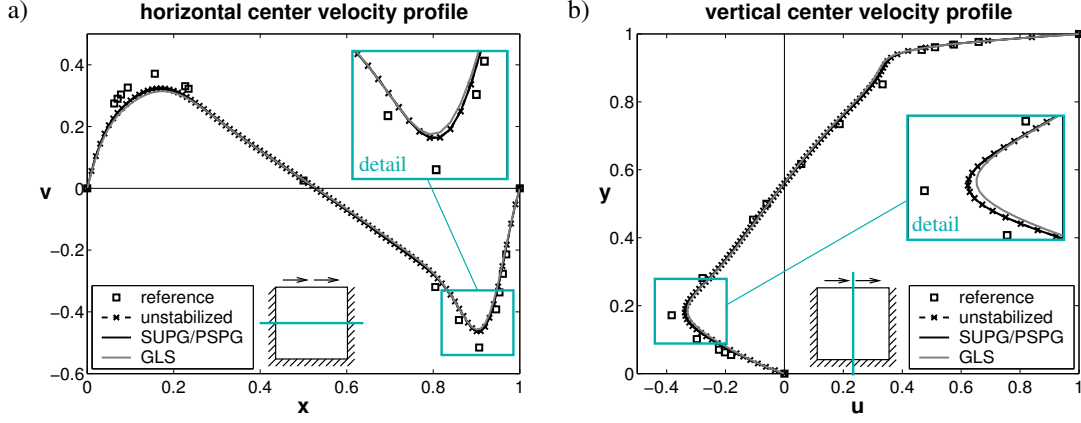 a)
horizontal center velocity profile
0.4
0.2
0
−0.2
−0.4
−0.6
v
detail
reference
unstabilized
SUPG/PSPG
GLS
0
0.2
0.4
0.6
0.8
1
x
b)
vertical center velocity profile
1
0.8
0.6
0.4
0.2
0
y
detail
reference
unstabilized
SUPG/PSPG
GLS
−0.4
−0.2
0
0.2
0.4
0.6
0.8
1
u